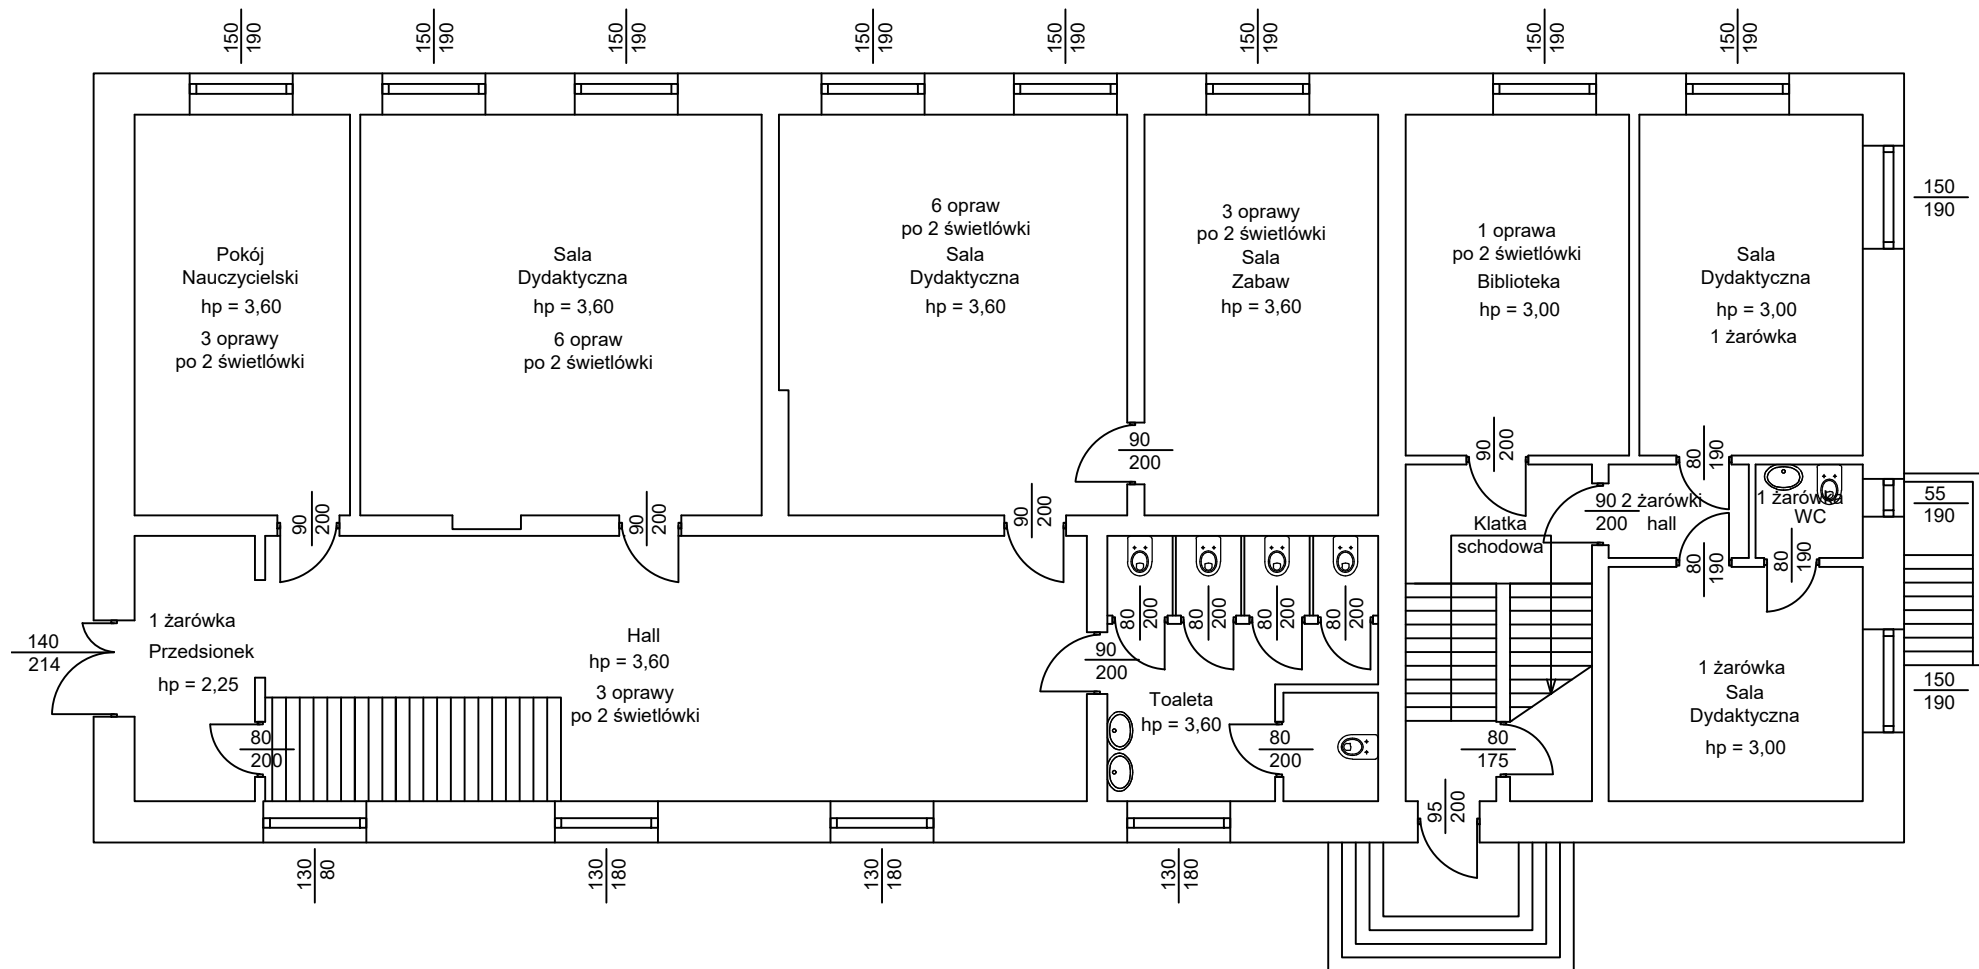 150
190
150
190
150
190
150
190
150
190
150
190
150
190
150
190
Pokój
Nauczycielski
hp = 3,60
3 oprawy
po 2 świetlówki
Sala
Dydaktyczna
hp = 3,60
6 opraw
po 2 świetlówki
6 opraw
po 2 świetlówki
Sala
Dydaktyczna
hp = 3,60
3 oprawy
po 2 świetlówki
Sala
Zabaw
hp = 3,60
1 oprawa
po 2 świetlówki
Biblioteka
hp = 3,00
Sala
Dydaktyczna
hp = 3,00
1 żarówka
150
190
90
200
90
200
90
200
90
200
90
200
80
190
90
200
2 żarówki
hall
1 żarówka
WC
55
190
Klatka
schodowa
80
190
80
190
80
200
80
200
80
200
80
200
1 żarówka
Przedsionek
hp = 2,25
140
214
Hall
hp = 3,60
3 oprawy
po 2 świetlówki
90
200
Toaleta
hp = 3,60
80
200
80
200
80
175
1 żarówka
Sala
Dydaktyczna
hp = 3,00
150
190
95
200
130
80
130
180
130
180
130
180